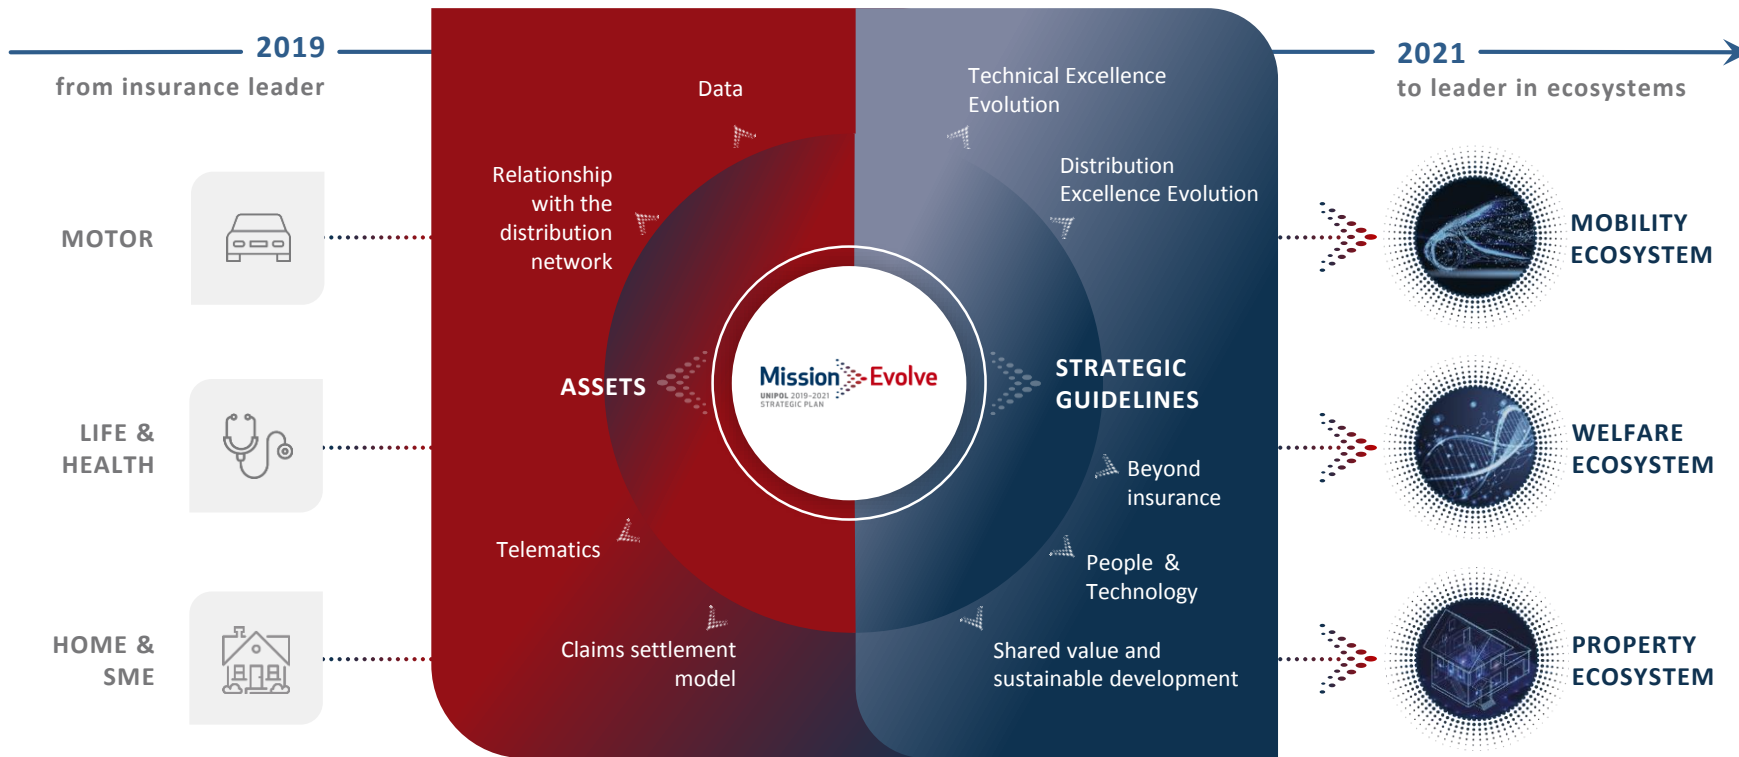 2019
from insurance leader
2021
to leader in ecosystems
MOTOR
LIFE &
HEALTH
HOME &
SME
Data
Relationship
with the
distribution
network
ASSETS
Telematics
Claims settlement
model
Mission Evolve
UNIPOL 2019-2021
STRATEGIC PLAN
Technical Excellence
Evolution
Distribution
Excellence Evolution
STRATEGIC
GUIDELINES
Beyond
insurance
People &
Technology
Shared value and
sustainable development
MOBILITY
ECOSYSTEM
WELFARE
ECOSYSTEM
PROPERTY
ECOSYSTEM